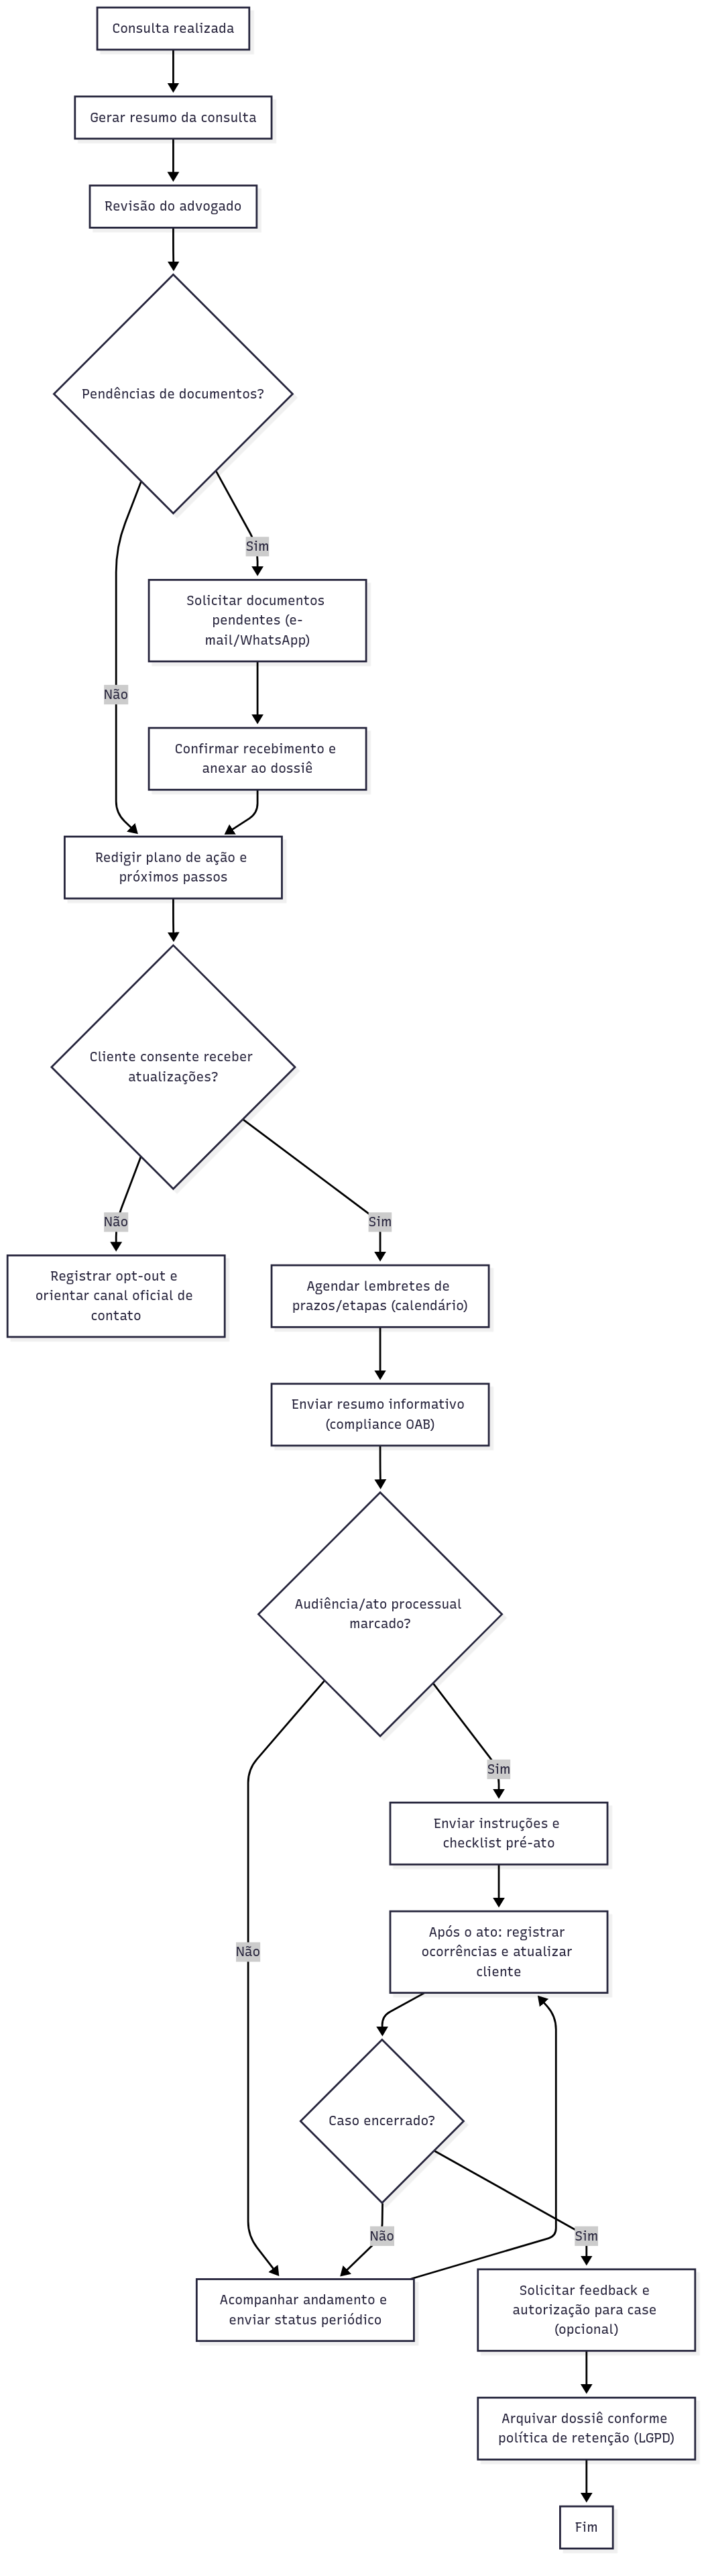 Consulta realizada
Gerar resumo da consulta
Revisão do advogado
Pendências de documentos?
Sim
Solicitar documentos
pendentes (e-
mail/WhatsApp)
Não
Confirmar recebimento e
anexar ao dossiê
Redigir plano de ação e
próximos passos
Cliente consente receber
atualizações?
Não
Sim
Registrar opt-out e
orientar canal oficial de
contato
Agendar lembretes de
prazos/etapas (calendário)
Enviar resumo informativo
(compliance OAB)
Audiência/ato processual
marcado?
Sim
Enviar instruções e
checklist pré-ato
Não
Após o ato: registrar
ocorrências e atualizar
cliente
Caso encerrado?
Não
Sim
Acompanhar andamento e
enviar status periódico
Solicitar feedback e
autorização para case
(opcional)
Arquivar dossiê conforme
política de retenção (LGPD)
Fim